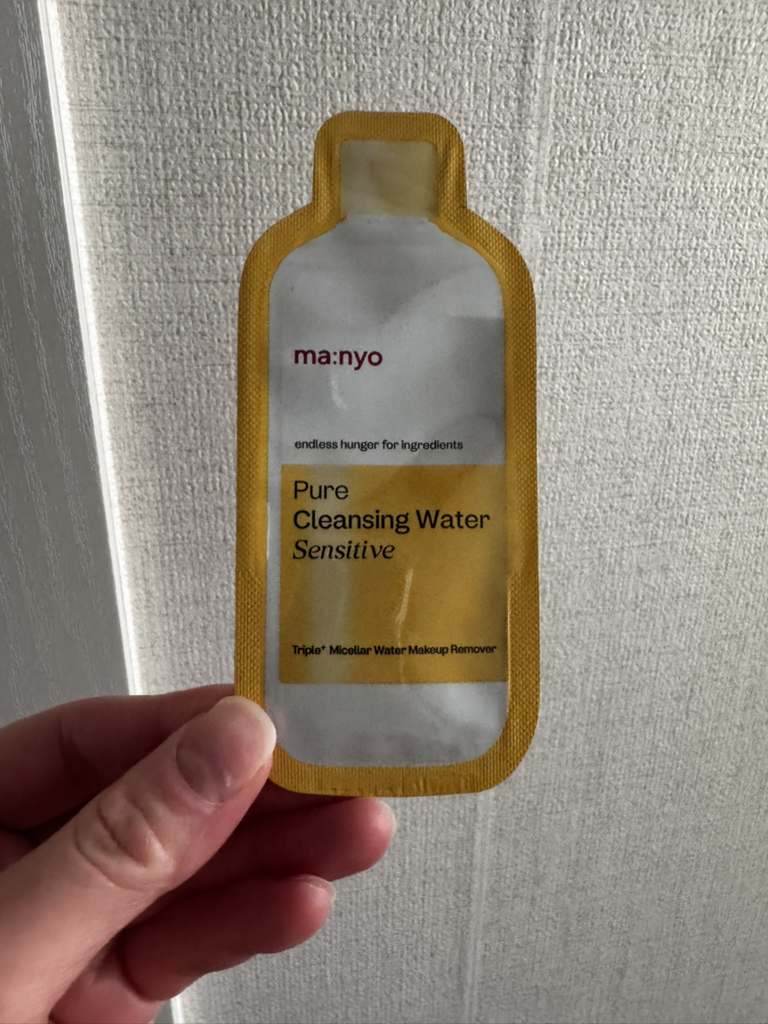 ma:nyo
endless hunger for ingredients
Pure
Cleansing Water
Sensitive
Triple⁺ Micellar Water Makeup Remover